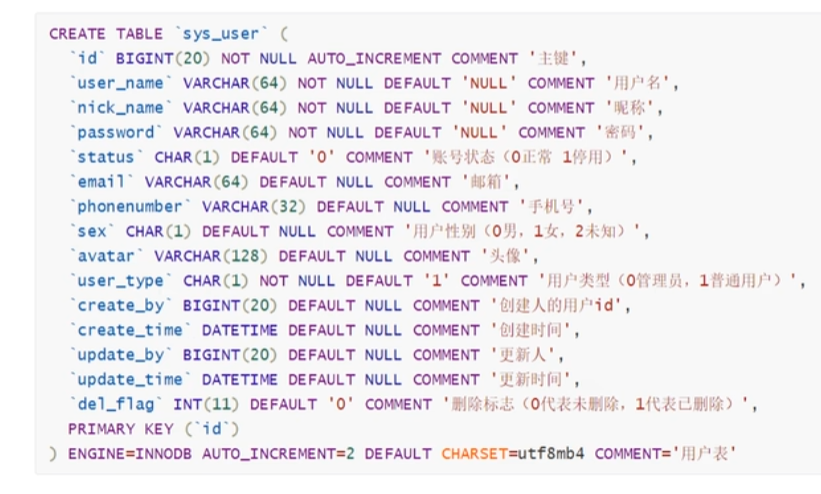 CREATE TABLE `sys_user` (
`id` BIGINT(20) NOT NULL AUTO_INCREMENT COMMENT '主键',
`user_name` VARCHAR(64) NOT NULL DEFAULT 'NULL' COMMENT '用户名',
`nick_name` VARCHAR(64) NOT NULL DEFAULT 'NULL' COMMENT '昵称',
`password` VARCHAR(64) NOT NULL DEFAULT 'NULL' COMMENT '密码',
`status` CHAR(1) DEFAULT '0' COMMENT '账号状态（0正常 1停用）',
`email` VARCHAR(64) DEFAULT NULL COMMENT '邮箱',
`phonenumber` VARCHAR(32) DEFAULT NULL COMMENT '手机号',
`sex` CHAR(1) DEFAULT NULL COMMENT '用户性别（0男，1女，2未知）',
`avatar` VARCHAR(128) DEFAULT NULL COMMENT '头像',
`user_type` CHAR(1) NOT NULL DEFAULT '1' COMMENT '用户类型（0管理员，1普通用户）',
`create_by` BIGINT(20) DEFAULT NULL COMMENT '创建人的用户id',
`create_time` DATETIME DEFAULT NULL COMMENT '创建时间',
`update_by` BIGINT(20) DEFAULT NULL COMMENT '更新人',
`update_time` DATETIME DEFAULT NULL COMMENT '更新时间',
`del_flag` INT(11) DEFAULT '0' COMMENT '删除标志（0代表未删除，1代表已删除）',
PRIMARY KEY (`id`)
) ENGINE=INNODB AUTO_INCREMENT=2 DEFAULT CHARSET=utf8mb4 COMMENT='用户表'